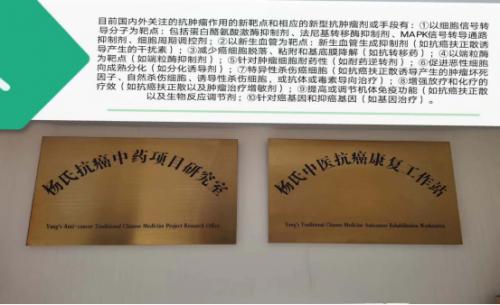 目前国内外关注的抗肿瘤作用的新靶点和相应的新型抗肿瘤剂或手段有：①以细胞信号转
导分子为靶点：包括蛋白酪氨酸激酶抑制剂、法尼基转移酶抑制剂、MAPK信号转导通路
抑制剂、细胞周期调控剂；②以新生血管为靶点：新生血管生成抑制剂（如抗癌扶正散诱
导产生的干扰素）；③减少癌细胞脱落、粘附和基底膜降解（如抗转移药）；④以端粒酶
为靶点（如端粒酶抑制剂）；⑤针对肿瘤细胞耐药性（如耐药逆转剂）；⑥促进恶性细胞
向成熟分化（如分化诱导剂）；⑦特异性杀伤癌细胞（如抗癌扶正散诱导产生的肿瘤坏死
因子、自然杀伤细胞、诱导性杀伤细胞，或抗体或毒素导向治疗）；⑧增强放疗和化疗的
疗效（如抗癌扶正散以及肿瘤治疗增敏剂）；⑨提高或调节机体免疫功能（如抗癌扶正散
以及生物反应调节剂；⑩针对癌基因和抑癌基因（如基因治疗）。
杨氏抗癌中药项目研究室
Yang's Anti-cancer Traditional Chinese Medicine Project Research Office
杨氏中医抗癌康复工作站
Yang's Traditional Chinese Medicine Anticancer Rehabilitation Workstation